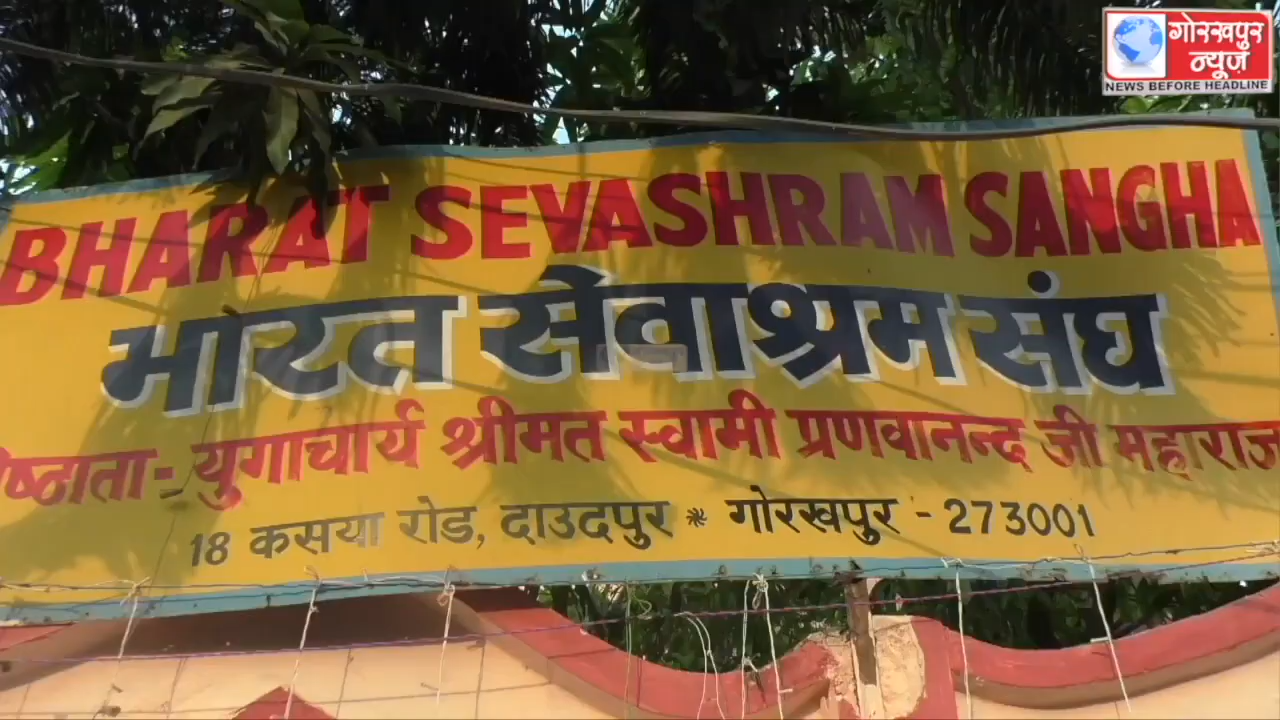 गोरखपुर
न्यूज़
NEWS BEFORE HEADLINE
BHARAT SEVASHRAM SANGHA
भारत सेवाश्रम संघ
युगाचार्य श्रीमत स्वामी प्रणवानन्द जी महाराज
18 कसया रोड, दाउदपुर * गोरखपुर - 273001